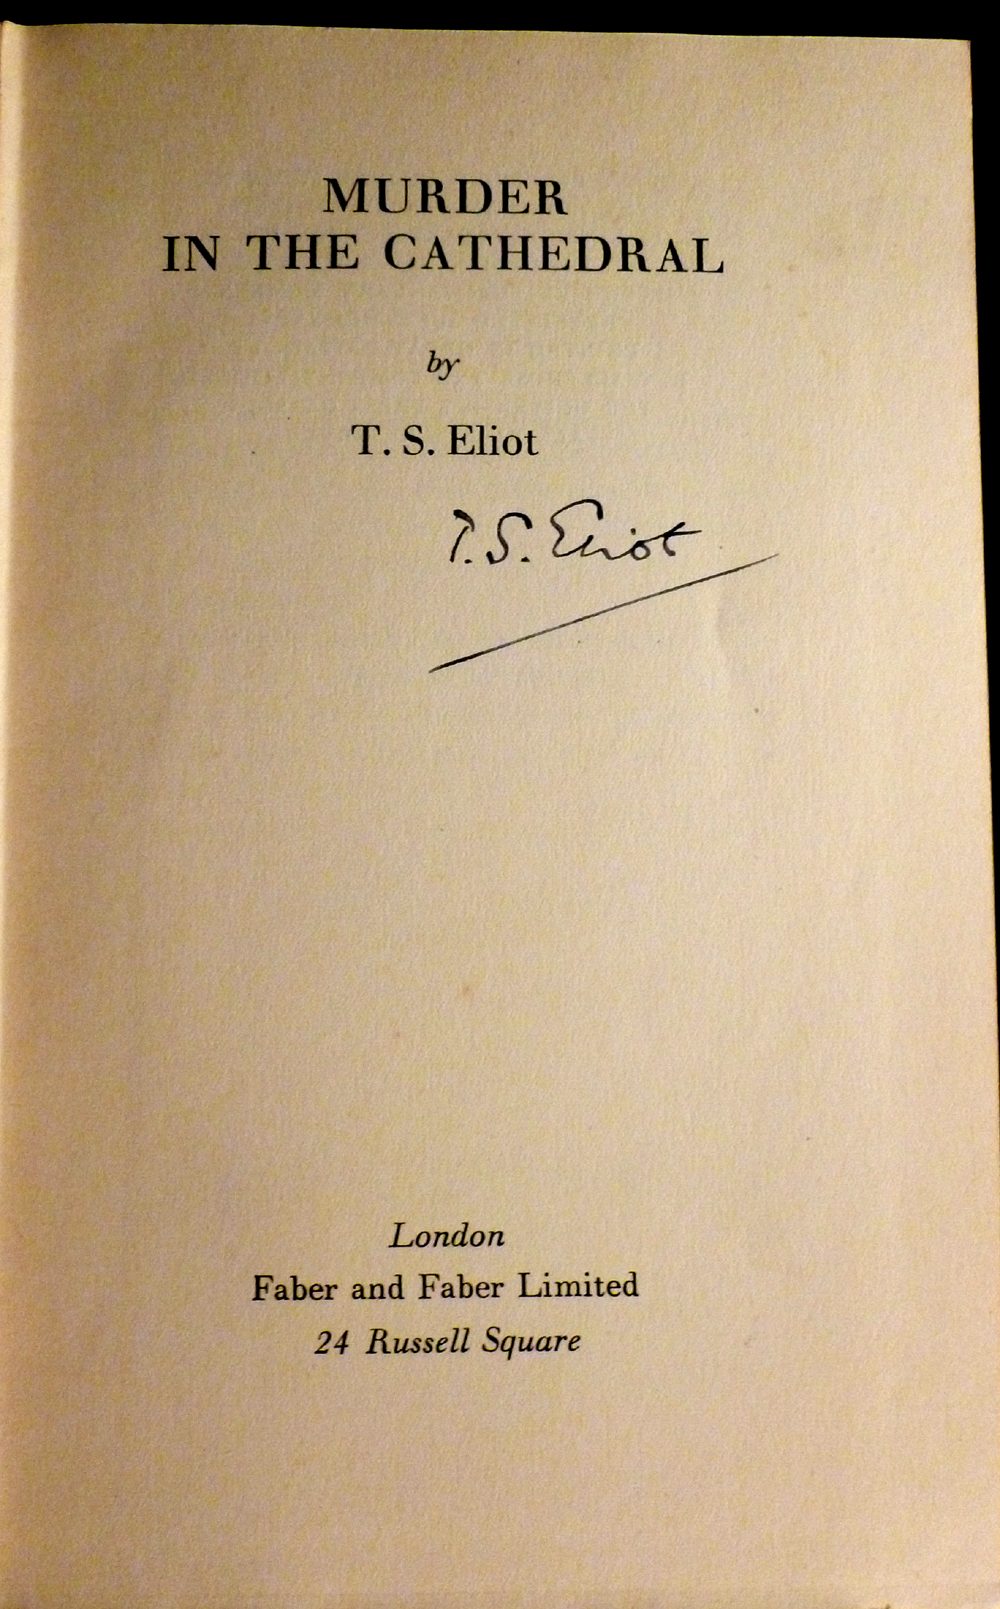 MURDER
IN THE CATHEDRAL
by
T. S. Eliot
T. S. Eliot
London
Faber and Faber Limited
24 Russell Square